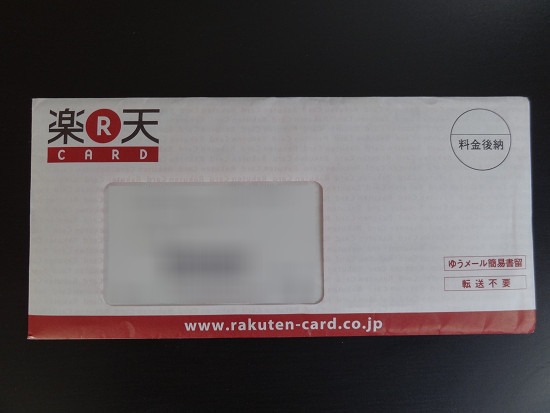 楽R天
CARD
料金後納
ゆうメール簡易書留
転送不要
www.rakuten-card.co.jp